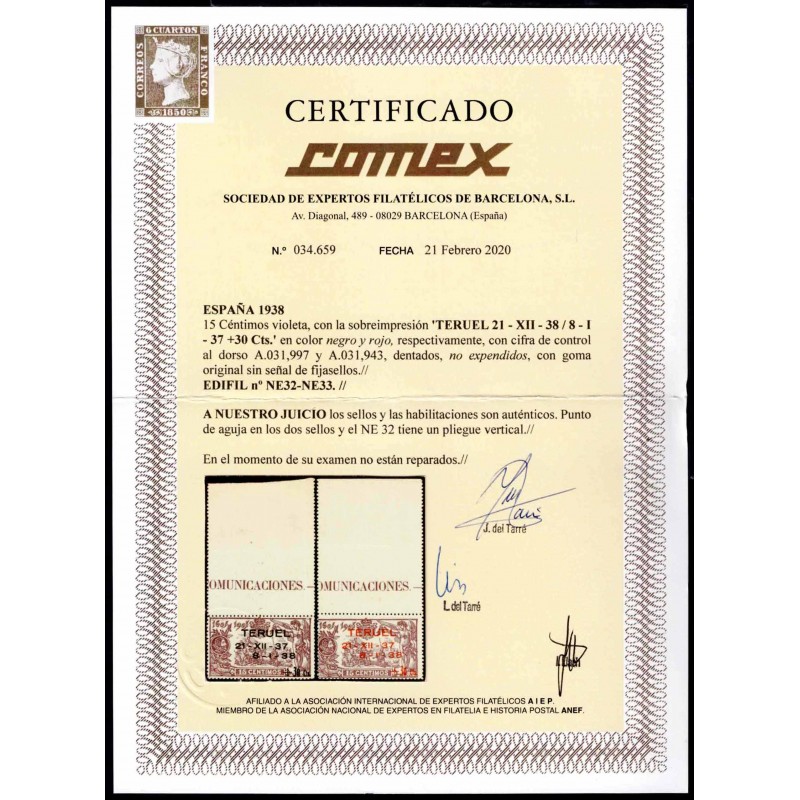 6 CUARTOS
CORREOS
FRANCO
1850
CERTIFICADO
comex
SOCIEDAD DE EXPERTOS FILATÉLICOS DE BARCELONA, S.L.
Av. Diagonal, 489 - 08029 BARCELONA (España)
N.º 034.659 FECHA 21 Febrero 2020
ESPAÑA 1938
15 Céntimos violeta, con la sobreimpresión 'TERUEL 21 - XII - 38 / 8 - I
- 37 +30 Cts.' en color negro y rojo, respectivamente, con cifra de control
al dorso A.031,997 y A.031,943, dentados, no expendidos, con goma
original sin señal de fijasellos.//
EDIFIL nº NE32-NE33. //
A NUESTRO JUICIO los sellos y las habilitaciones son auténticos. Punto
de aguja en los dos sellos y el NE 32 tiene un pliegue vertical.//
En el momento de su examen no están reparados.//
J. del Tarré
I. del Tarré
OMUNICACIONES.— OMUNICACIONES.—
TERUEL TERUEL
21-XII-37 21-XII-37
8-I-38 8-I-38
15 CENTIMOS 15 CENTIMOS
AFILIADO A LA ASOCIACIÓN INTERNACIONAL DE EXPERTOS FILATÉLICOS A I E P.
MIEMBRO DE LA ASOCIACIÓN NACIONAL DE EXPERTOS EN FILATELIA E HISTORIA POSTAL ANEF.